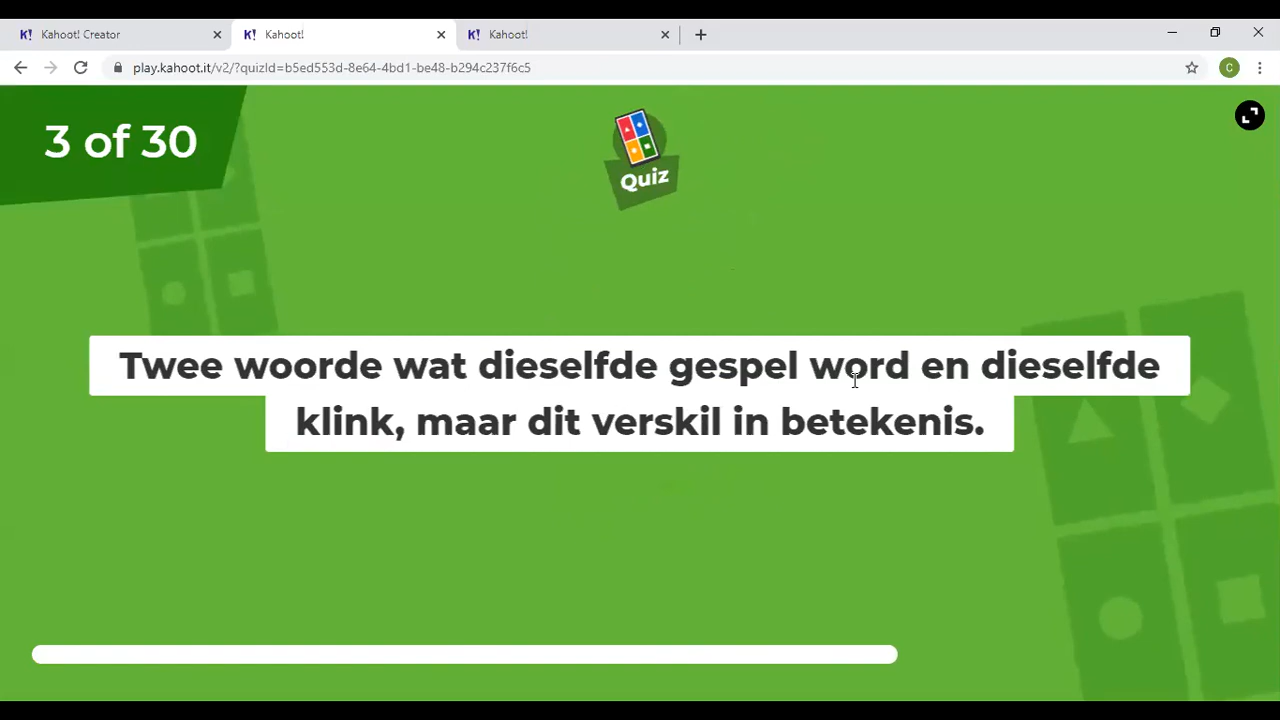 Kahoot! Creator
Kahoot!
Kahoot!
play.kahoot.it/v2/?quizId=b5ed553d-8e64-4bd1-be48-b294c237f6c5
C
3 of 30
Quiz
Twee woorde wat dieselfde gespel word en dieselfde
klink, maar dit verskil in betekenis.